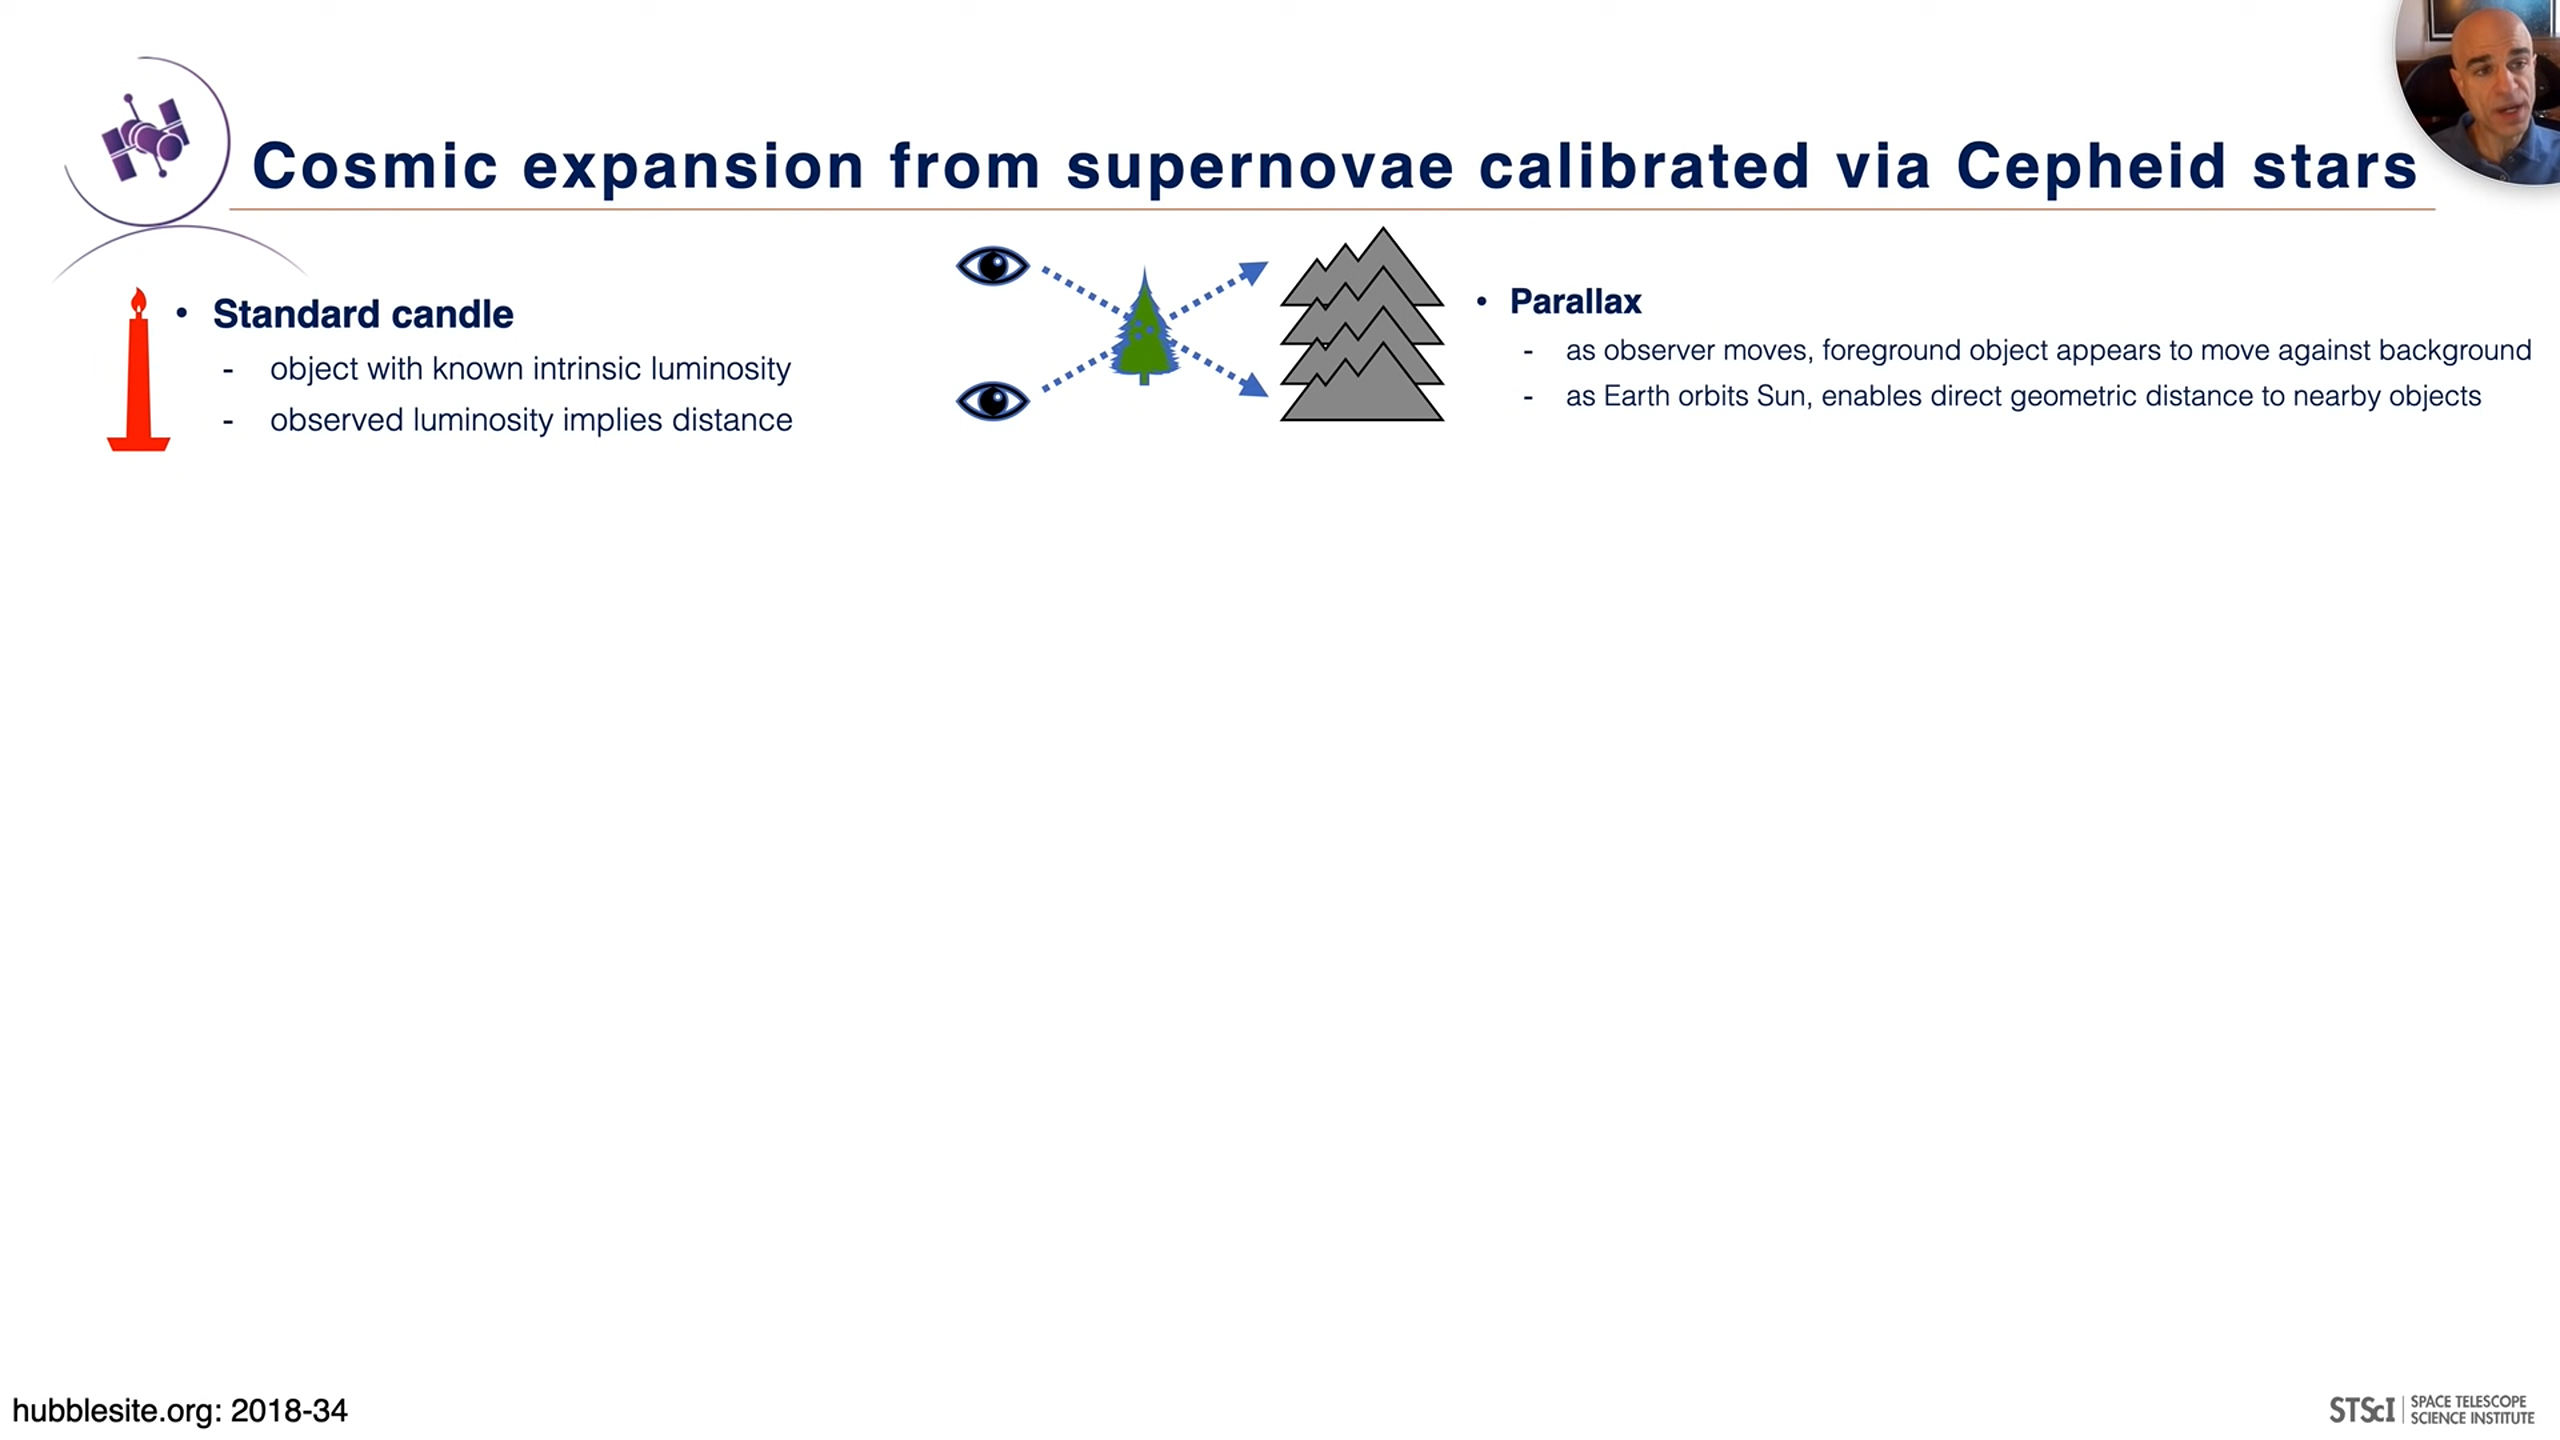 Cosmic expansion from supernovae calibrated via Cepheid stars
• Standard candle
- object with known intrinsic luminosity
- observed luminosity implies distance
• Parallax
- as observer moves, foreground object appears to move against background
- as Earth orbits Sun, enables direct geometric distance to nearby objects
hubblesite.org: 2018-34
STScI
SPACE TELESCOPE
SCIENCE INSTITUTE